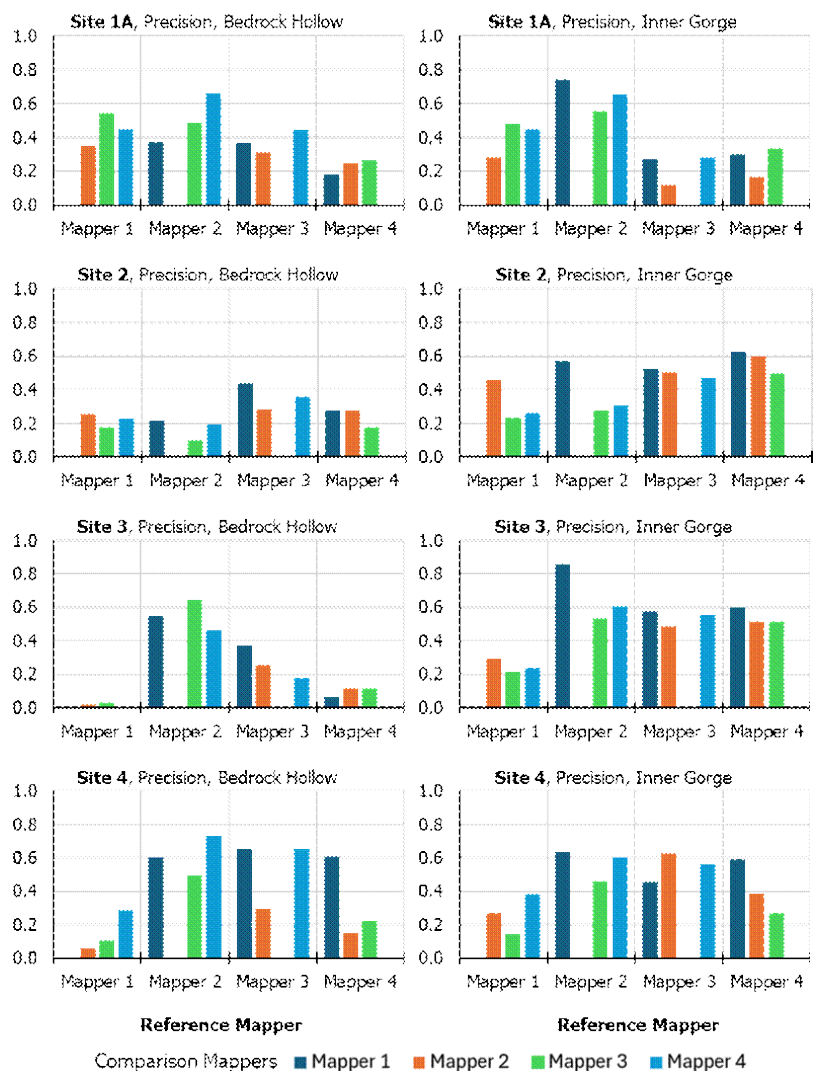 Site 1A, Precision, Bedrock Hollow
1.0
0.8
0.6
0.4
0.2
0.0
Mapper 1 Mapper 2 Mapper 3 Mapper 4
Site 1A, Precision, Inner Gorge
1.0
0.8
0.6
0.4
0.2
0.0
Mapper 1 Mapper 2 Mapper 3 Mapper 4
Site 2, Precision, Bedrock Hollow
1.0
0.8
0.6
0.4
0.2
0.0
Mapper 1 Mapper 2 Mapper 3 Mapper 4
Site 2, Precision, Inner Gorge
1.0
0.8
0.6
0.4
0.2
0.0
Mapper 1 Mapper 2 Mapper 3 Mapper 4
Site 3, Precision, Bedrock Hollow
1.0
0.8
0.6
0.4
0.2
0.0
Mapper 1 Mapper 2 Mapper 3 Mapper 4
Site 3, Precision, Inner Gorge
1.0
0.8
0.6
0.4
0.2
0.0
Mapper 1 Mapper 2 Mapper 3 Mapper 4
Site 4, Precision, Bedrock Hollow
1.0
0.8
0.6
0.4
0.2
0.0
Mapper 1 Mapper 2 Mapper 3 Mapper 4
Reference Mapper
Site 4, Precision, Inner Gorge
1.0
0.8
0.6
0.4
0.2
0.0
Mapper 1 Mapper 2 Mapper 3 Mapper 4
Reference Mapper
Comparison Mappers Mapper 1 Mapper 2 Mapper 3 Mapper 4